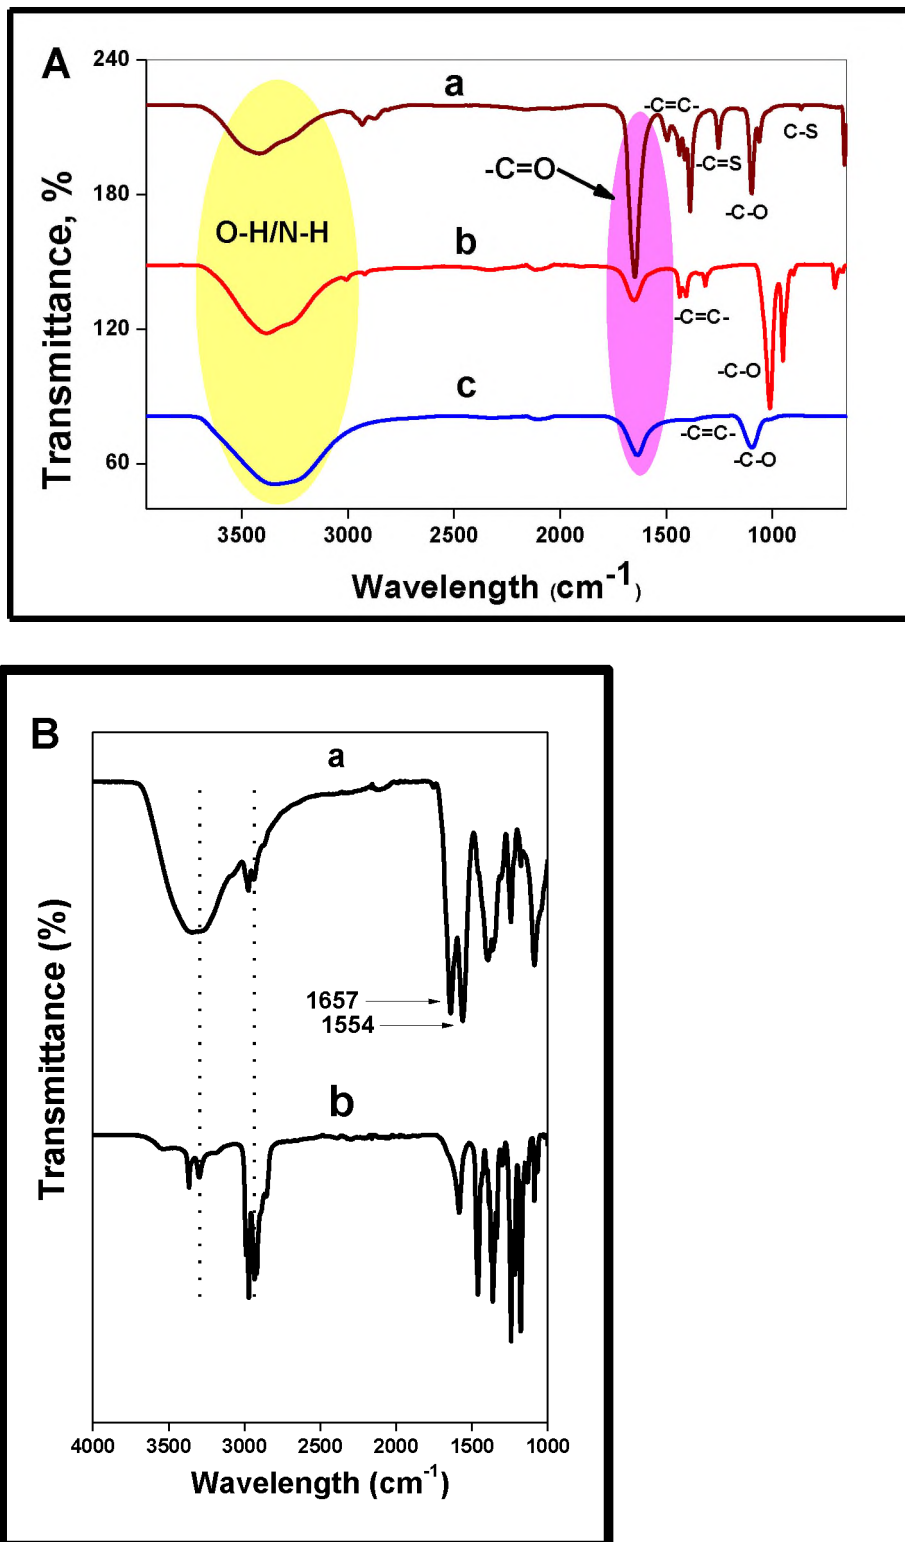 A
240
a
-C=C-
C-S
-C=O
-C=S
180
-C-O
O-H/N-H
b
120
-C=C-
-C-O
c
-C=C-
60
-C-O
Transmittance, %
3500 3000 2500 2000 1500 1000
Wavelength (cm-1)
B
a
1657
1554
b
Transmittance (%)
4000 3500 3000 2500 2000 1500 1000
Wavelength (cm-1)